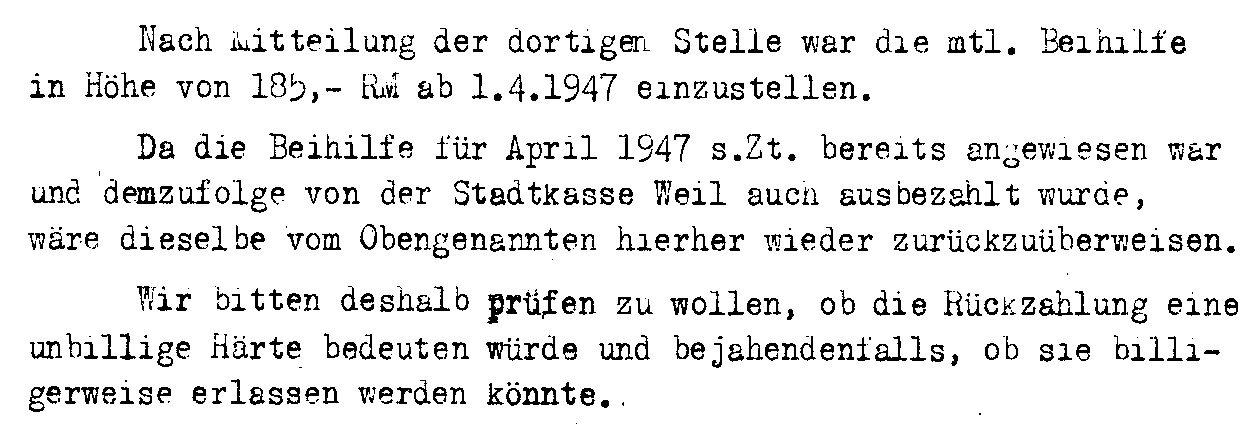 Nach Mitteilung der dortigen Stelle war die mtl. Beihilfe
in Höhe von 185,- RM ab 1.4.1947 einzustellen.
Da die Beihilfe für April 1947 s.Zt. bereits angewiesen war
und demzufolge von der Stadtkasse Weil auch ausbezahlt wurde,
wäre dieselbe vom Obengenannten hierher wieder zurückzuüberweisen.
Wir bitten deshalb prüfen zu wollen, ob die Rückzahlung eine
unbillige Härte bedeuten würde und bejahendenfalls, ob sie billi-
gerweise erlassen werden könnte.